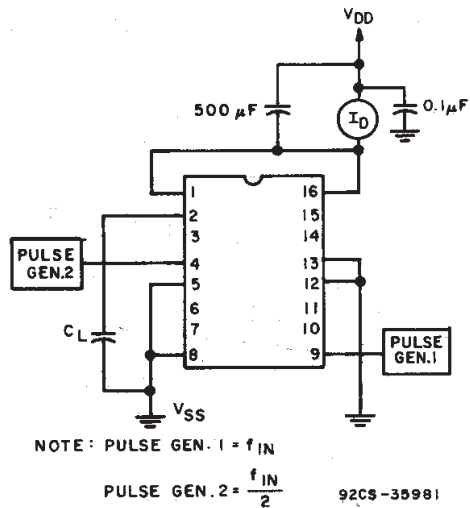 VDD
500 µF
ID
0.1µF
1 16
2 15
3 14
PULSE GEN.2
4 13
5 12
6 11
7 10
8 9
CL
PULSE GEN.1
VSS
NOTE: PULSE GEN. 1 = fIN
PULSE GEN. 2 = fIN/2
92CS-35981